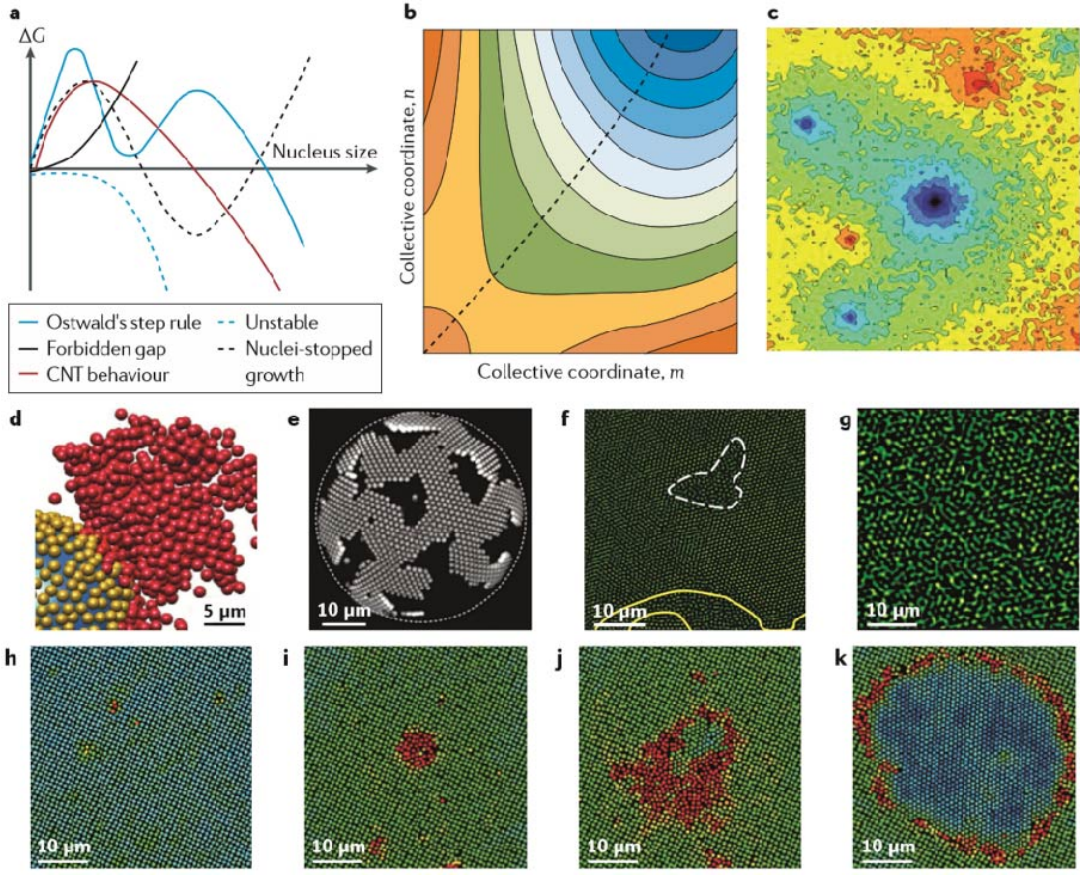 a
ΔG
Nucleus size
Ostwald's step rule
Forbidden gap
CNT behaviour
Unstable
Nuclei-stopped
growth
b
Collective coordinate, n
Collective coordinate, m
c
d
5 μm
e
10 μm
f
10 μm
g
10 μm
h
10 μm
i
10 μm
j
10 μm
k
10 μm